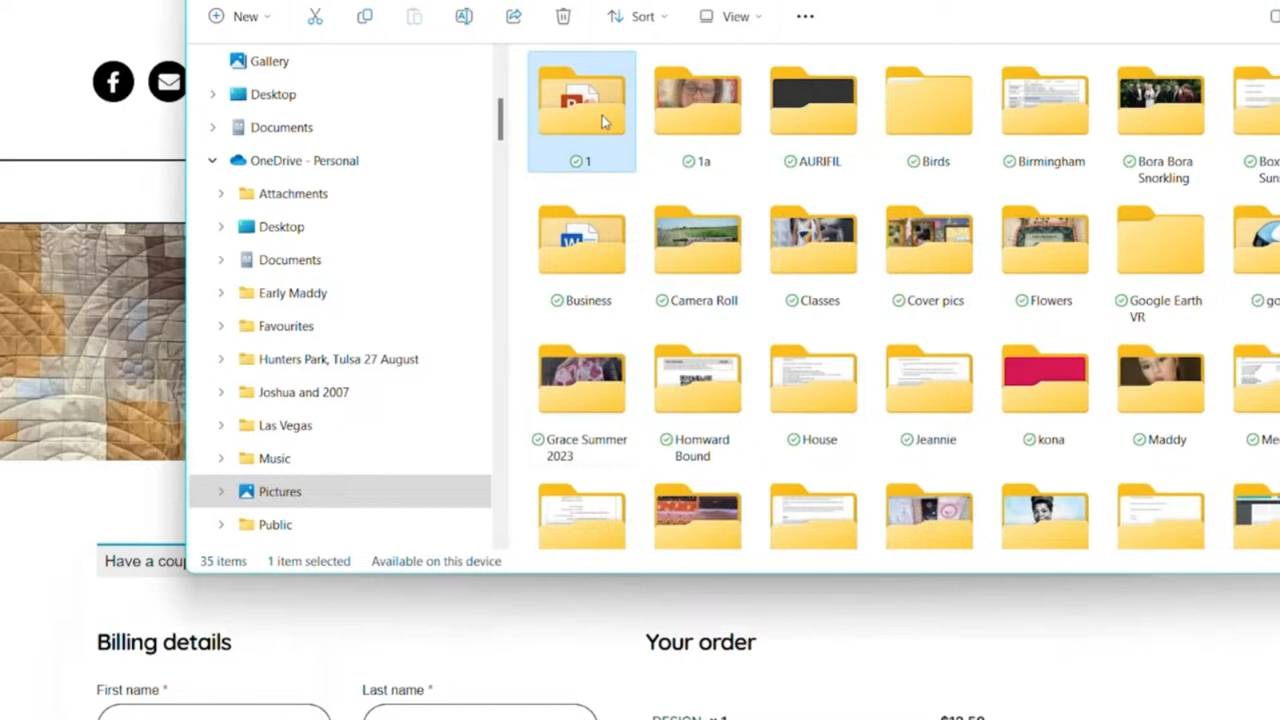 New
Sort
View
Gallery
Desktop
Documents
OneDrive - Personal
Attachments
Desktop
Documents
Early Maddy
Favourites
Hunters Park, Tulsa 27 August
Joshua and 2007
Las Vegas
Music
Pictures
Public
1
1a
AURIFIL
Birds
Birmingham
Bora Bora
Snorkling
Business
Camera Roll
Classes
Cover pics
Flowers
Google Earth
VR
Grace Summer
2023
Homward
Bound
House
Jeannie
kona
Maddy
35 items
1 item selected
Available on this device
Have a
Billing details
Your order
First name *
Last name *